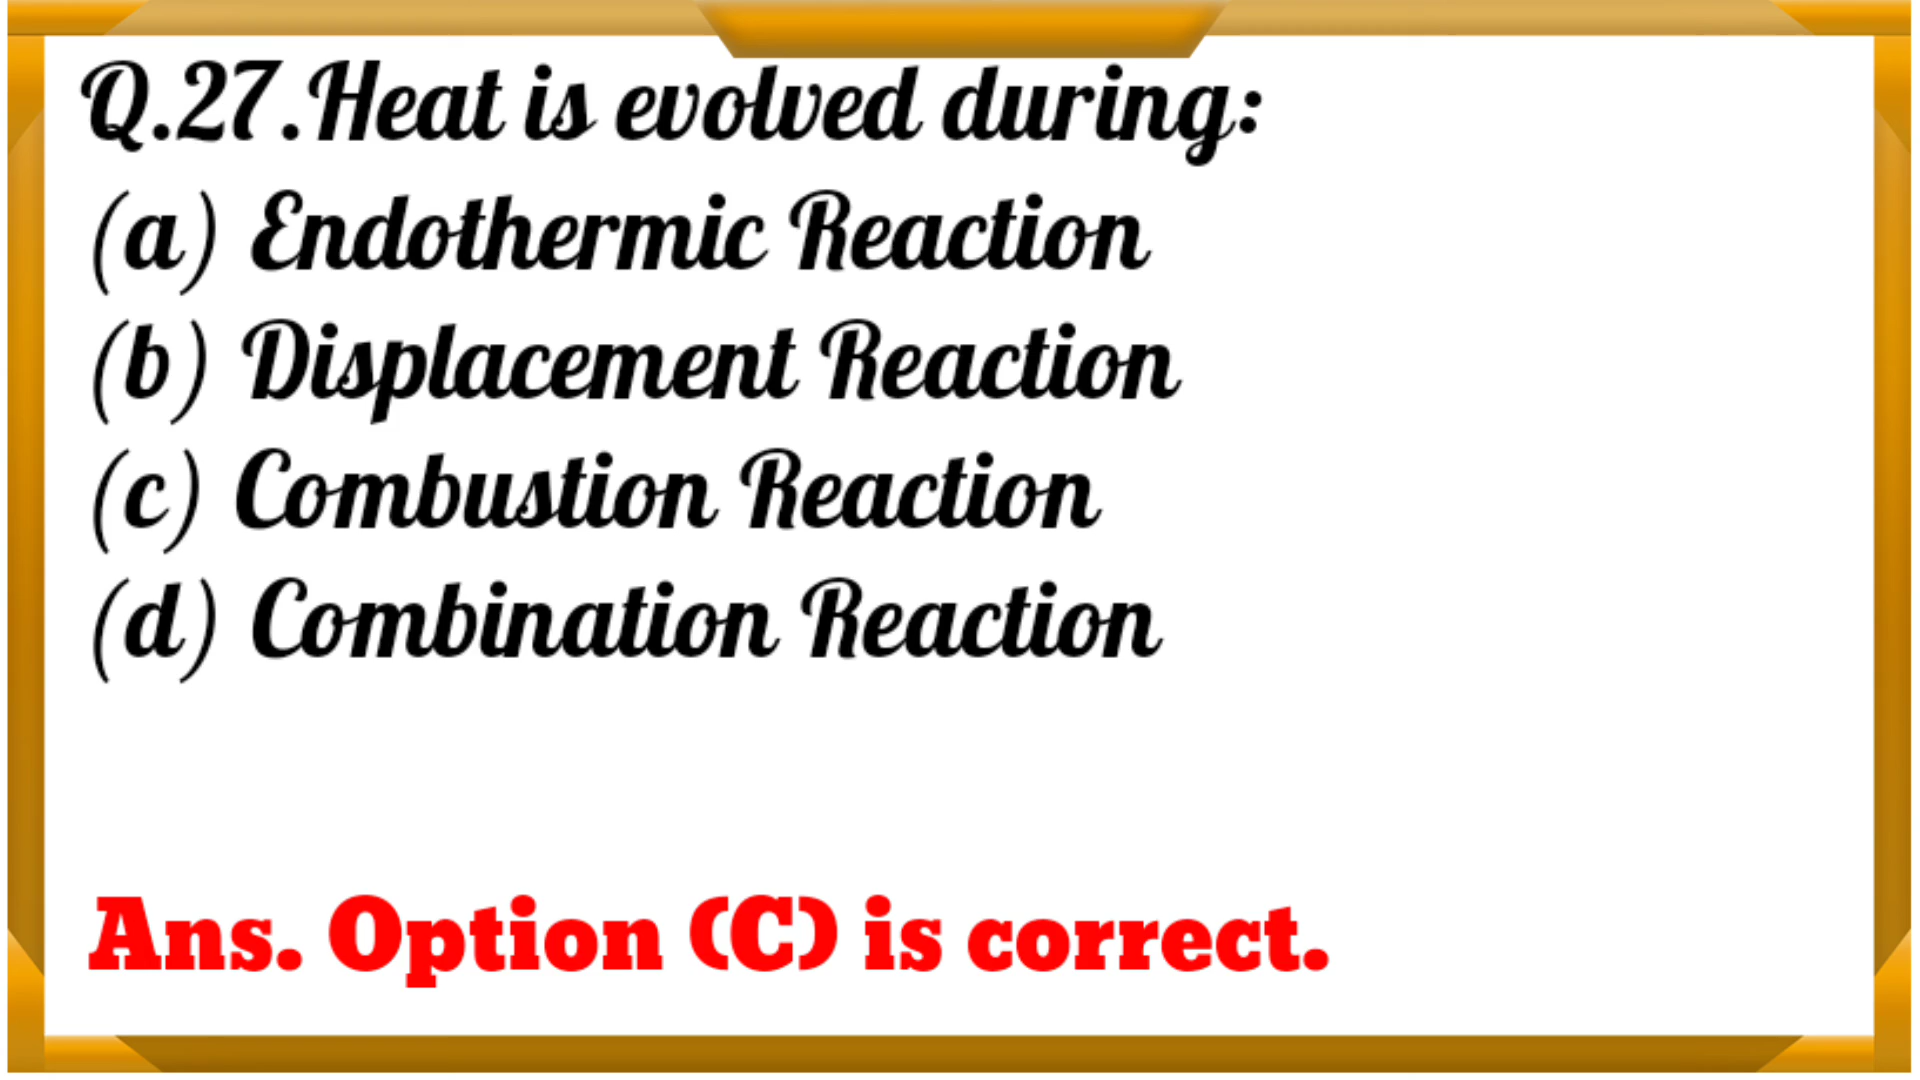 Q.27.Heat is evolved during:
(a) Endothermic Reaction
(b) Displacement Reaction
(c) Combustion Reaction
(d) Combination Reaction
Ans. Option (C) is correct.